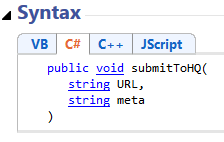 Syntax
VB C# C++ JScript
public void submitToHQ(
string URL,
string meta
)